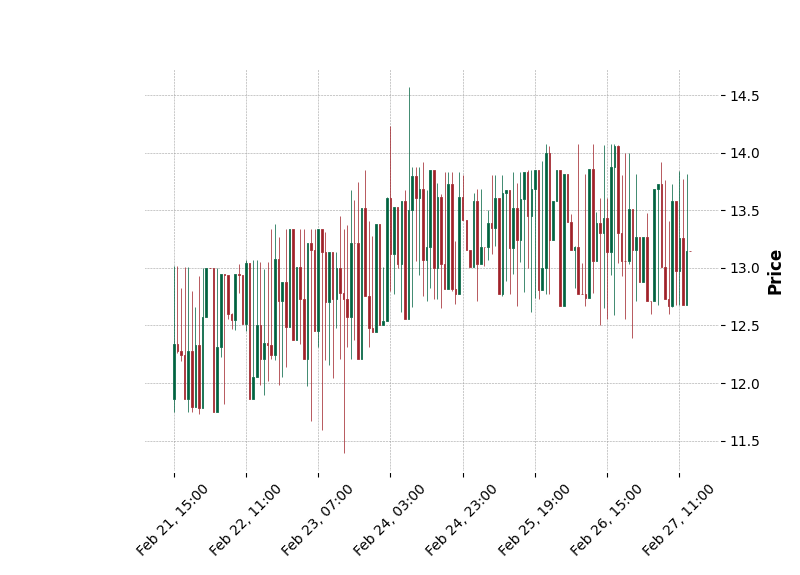 14.5
14.0
13.5
13.0
12.5
12.0
11.5
Price
Feb 21, 15:00
Feb 22, 11:00
Feb 23, 07:00
Feb 24, 03:00
Feb 24, 23:00
Feb 25, 19:00
Feb 26, 15:00
Feb 27, 11:00